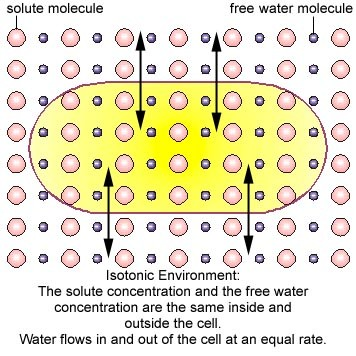 solute molecule free water molecule
Isotonic Environment:
The solute concentration and the free water
concentration are the same inside and
outside the cell.
Water flows in and out of the cell at an equal rate.